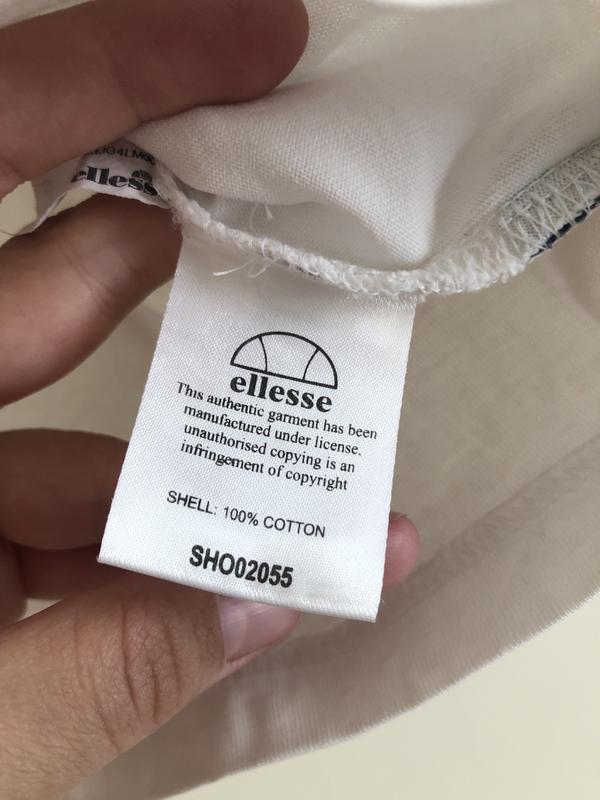 ellesse
ellesse
This authentic garment has been
manufactured under license.
unauthorised copying is an
infringement of copyright
SHELL: 100% COTTON
SHO02055